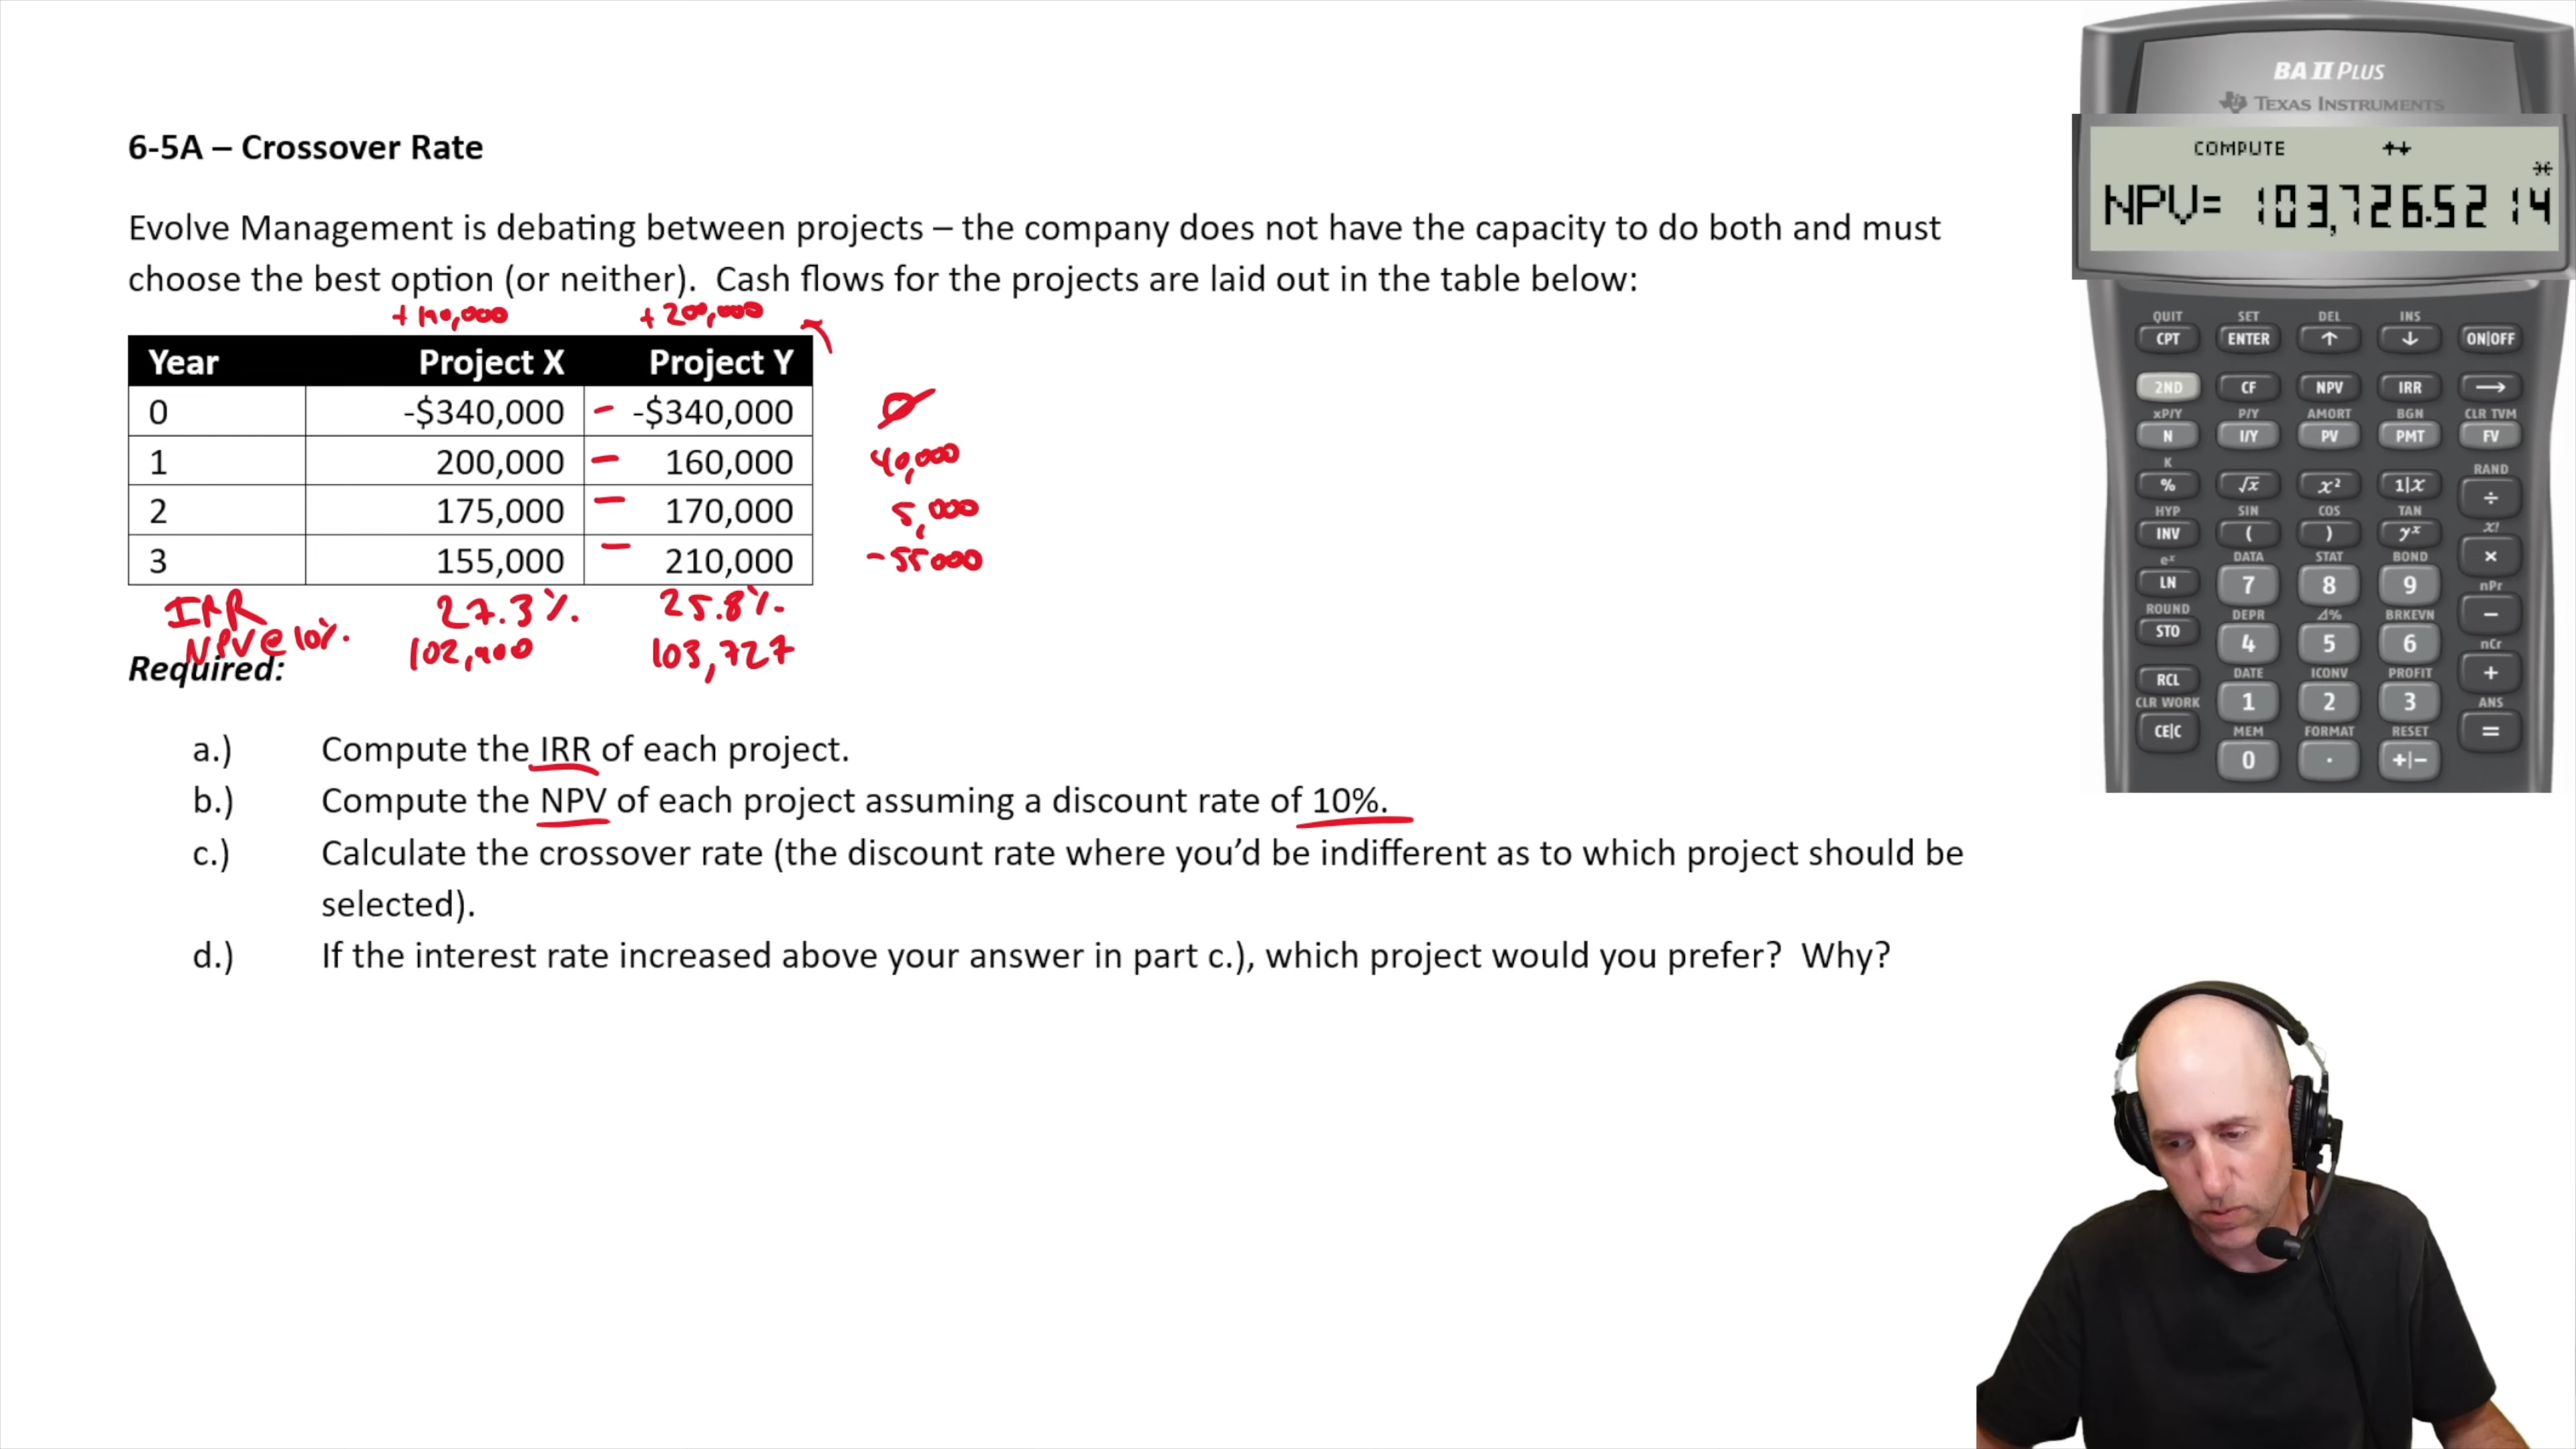 6-5A – Crossover Rate
Evolve Management is debating between projects – the company does not have the capacity to do both and must
choose the best option (or neither). Cash flows for the projects are laid out in the table below:
+190,000 +200,000
Year Project X Project Y
0 -$340,000 - -$340,000 0
1 200,000 - 160,000 40,000
2 175,000 - 170,000 5,000
3 155,000 - 210,000 -55000
IRR 27.3% 25.8%
NPV@10% 102,900 103,727
Required:
a.) Compute the IRR of each project.
b.) Compute the NPV of each project assuming a discount rate of 10%.
c.) Calculate the crossover rate (the discount rate where you’d be indifferent as to which project should be
selected).
d.) If the interest rate increased above your answer in part c.), which project would you prefer? Why?
BA II PLUS
TEXAS INSTRUMENTS
COMPUTE ↑↓
NPV= 103,726.5214
QUIT SET DEL INS
CPT ENTER ↑ ↓ ON|OFF
2ND CF NPV IRR →
xP/Y P/Y AMORT BGN CLR TVM
N I/Y PV PMT FV
K RAND
% √x x² 1|x ÷
HYP SIN COS TAN x!
INV ( ) yˣ ×
eˣ DATA STAT BOND nPr
LN 7 8 9 −
ROUND DEPR Δ% BRKEVN nCr
STO 4 5 6 +
DATE ICONV PROFIT ANS
RCL 1 2 3 =
CLR WORK MEM FORMAT RESET
CE|C 0 . +|−